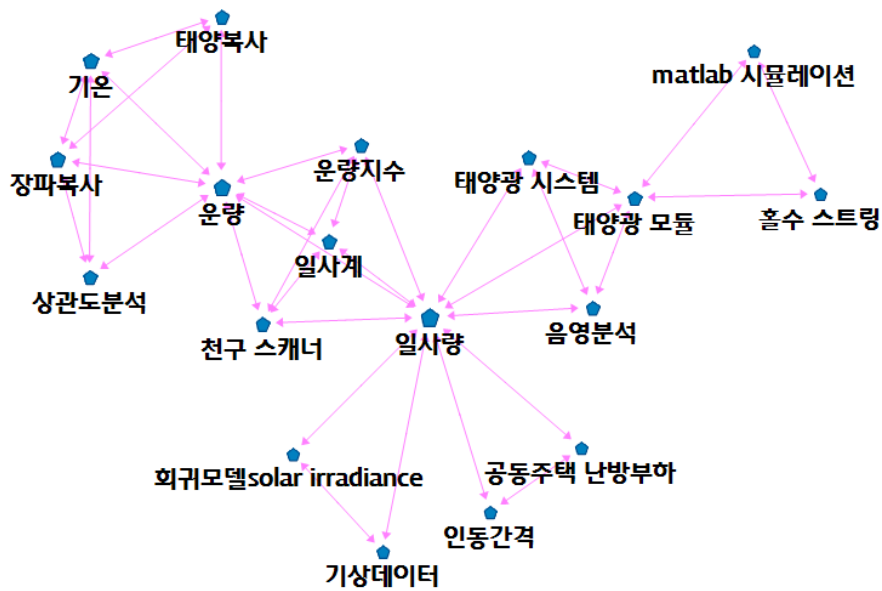 태양복사
기온
matlab 시뮬레이션
장파복사
운량지수
태양광 시스템
운량
태양광 모듈
홀수 스트링
일사계
상관도분석
천구 스캐너
일사량
음영분석
회귀모델solar irradiance
공동주택 난방부하
인동간격
기상데이터